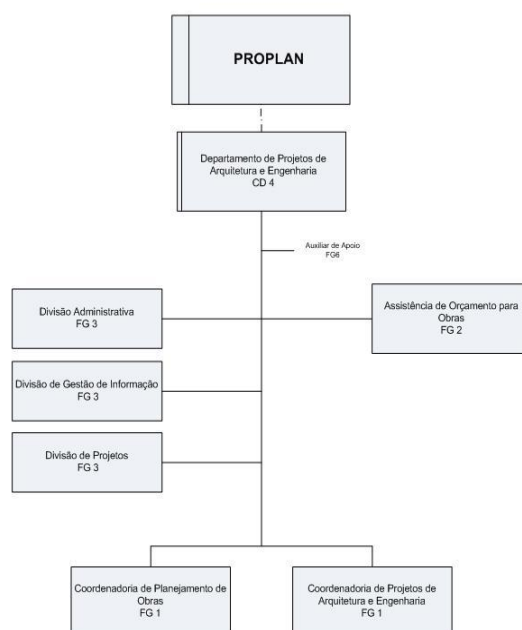 PROPLAN
Departamento de Projetos de
Arquitetura e Engenharia
CD 4
Auxiliar de Apoio
FG6
Divisão Administrativa
FG 3
Assistência de Orçamento para
Obras
FG 2
Divisão de Gestão de Informação
FG 3
Divisão de Projetos
FG 3
Coordenadoria de Planejamento de
Obras
FG 1
Coordenadoria de Projetos de
Arquitetura e Engenharia
FG 1